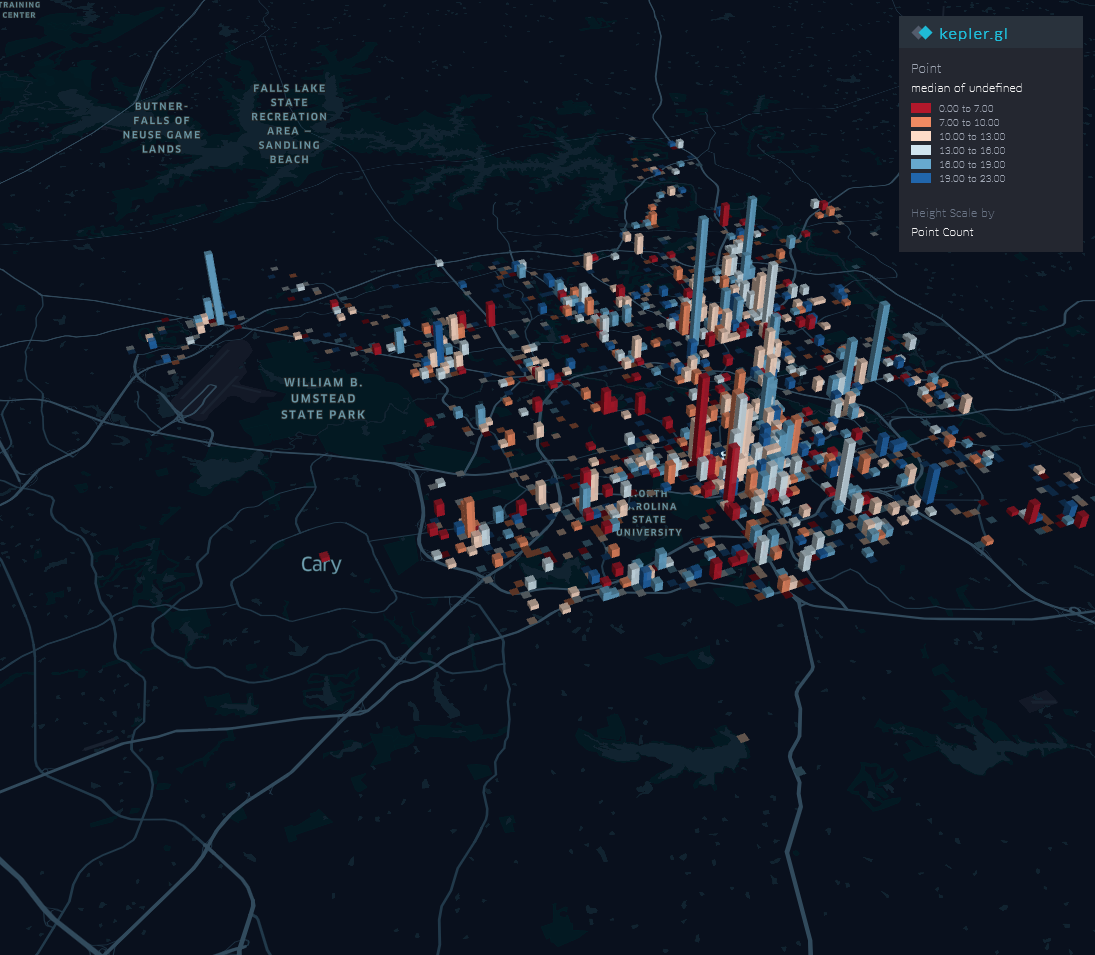 TRAINING
CENTER
kepler.gl
Point
median of undefined
0.00 to 7.00
7.00 to 10.00
10.00 to 13.00
13.00 to 16.00
16.00 to 19.00
19.00 to 23.00
Height Scale by
Point Count
FALLS LAKE
STATE
RECREATION
AREA –
SANDLING
BEACH
BUTNER-
FALLS OF
NEUSE GAME
LANDS
WILLIAM B.
UMSTEAD
STATE PARK
NORTH
CAROLINA
STATE
UNIVERSITY
Cary